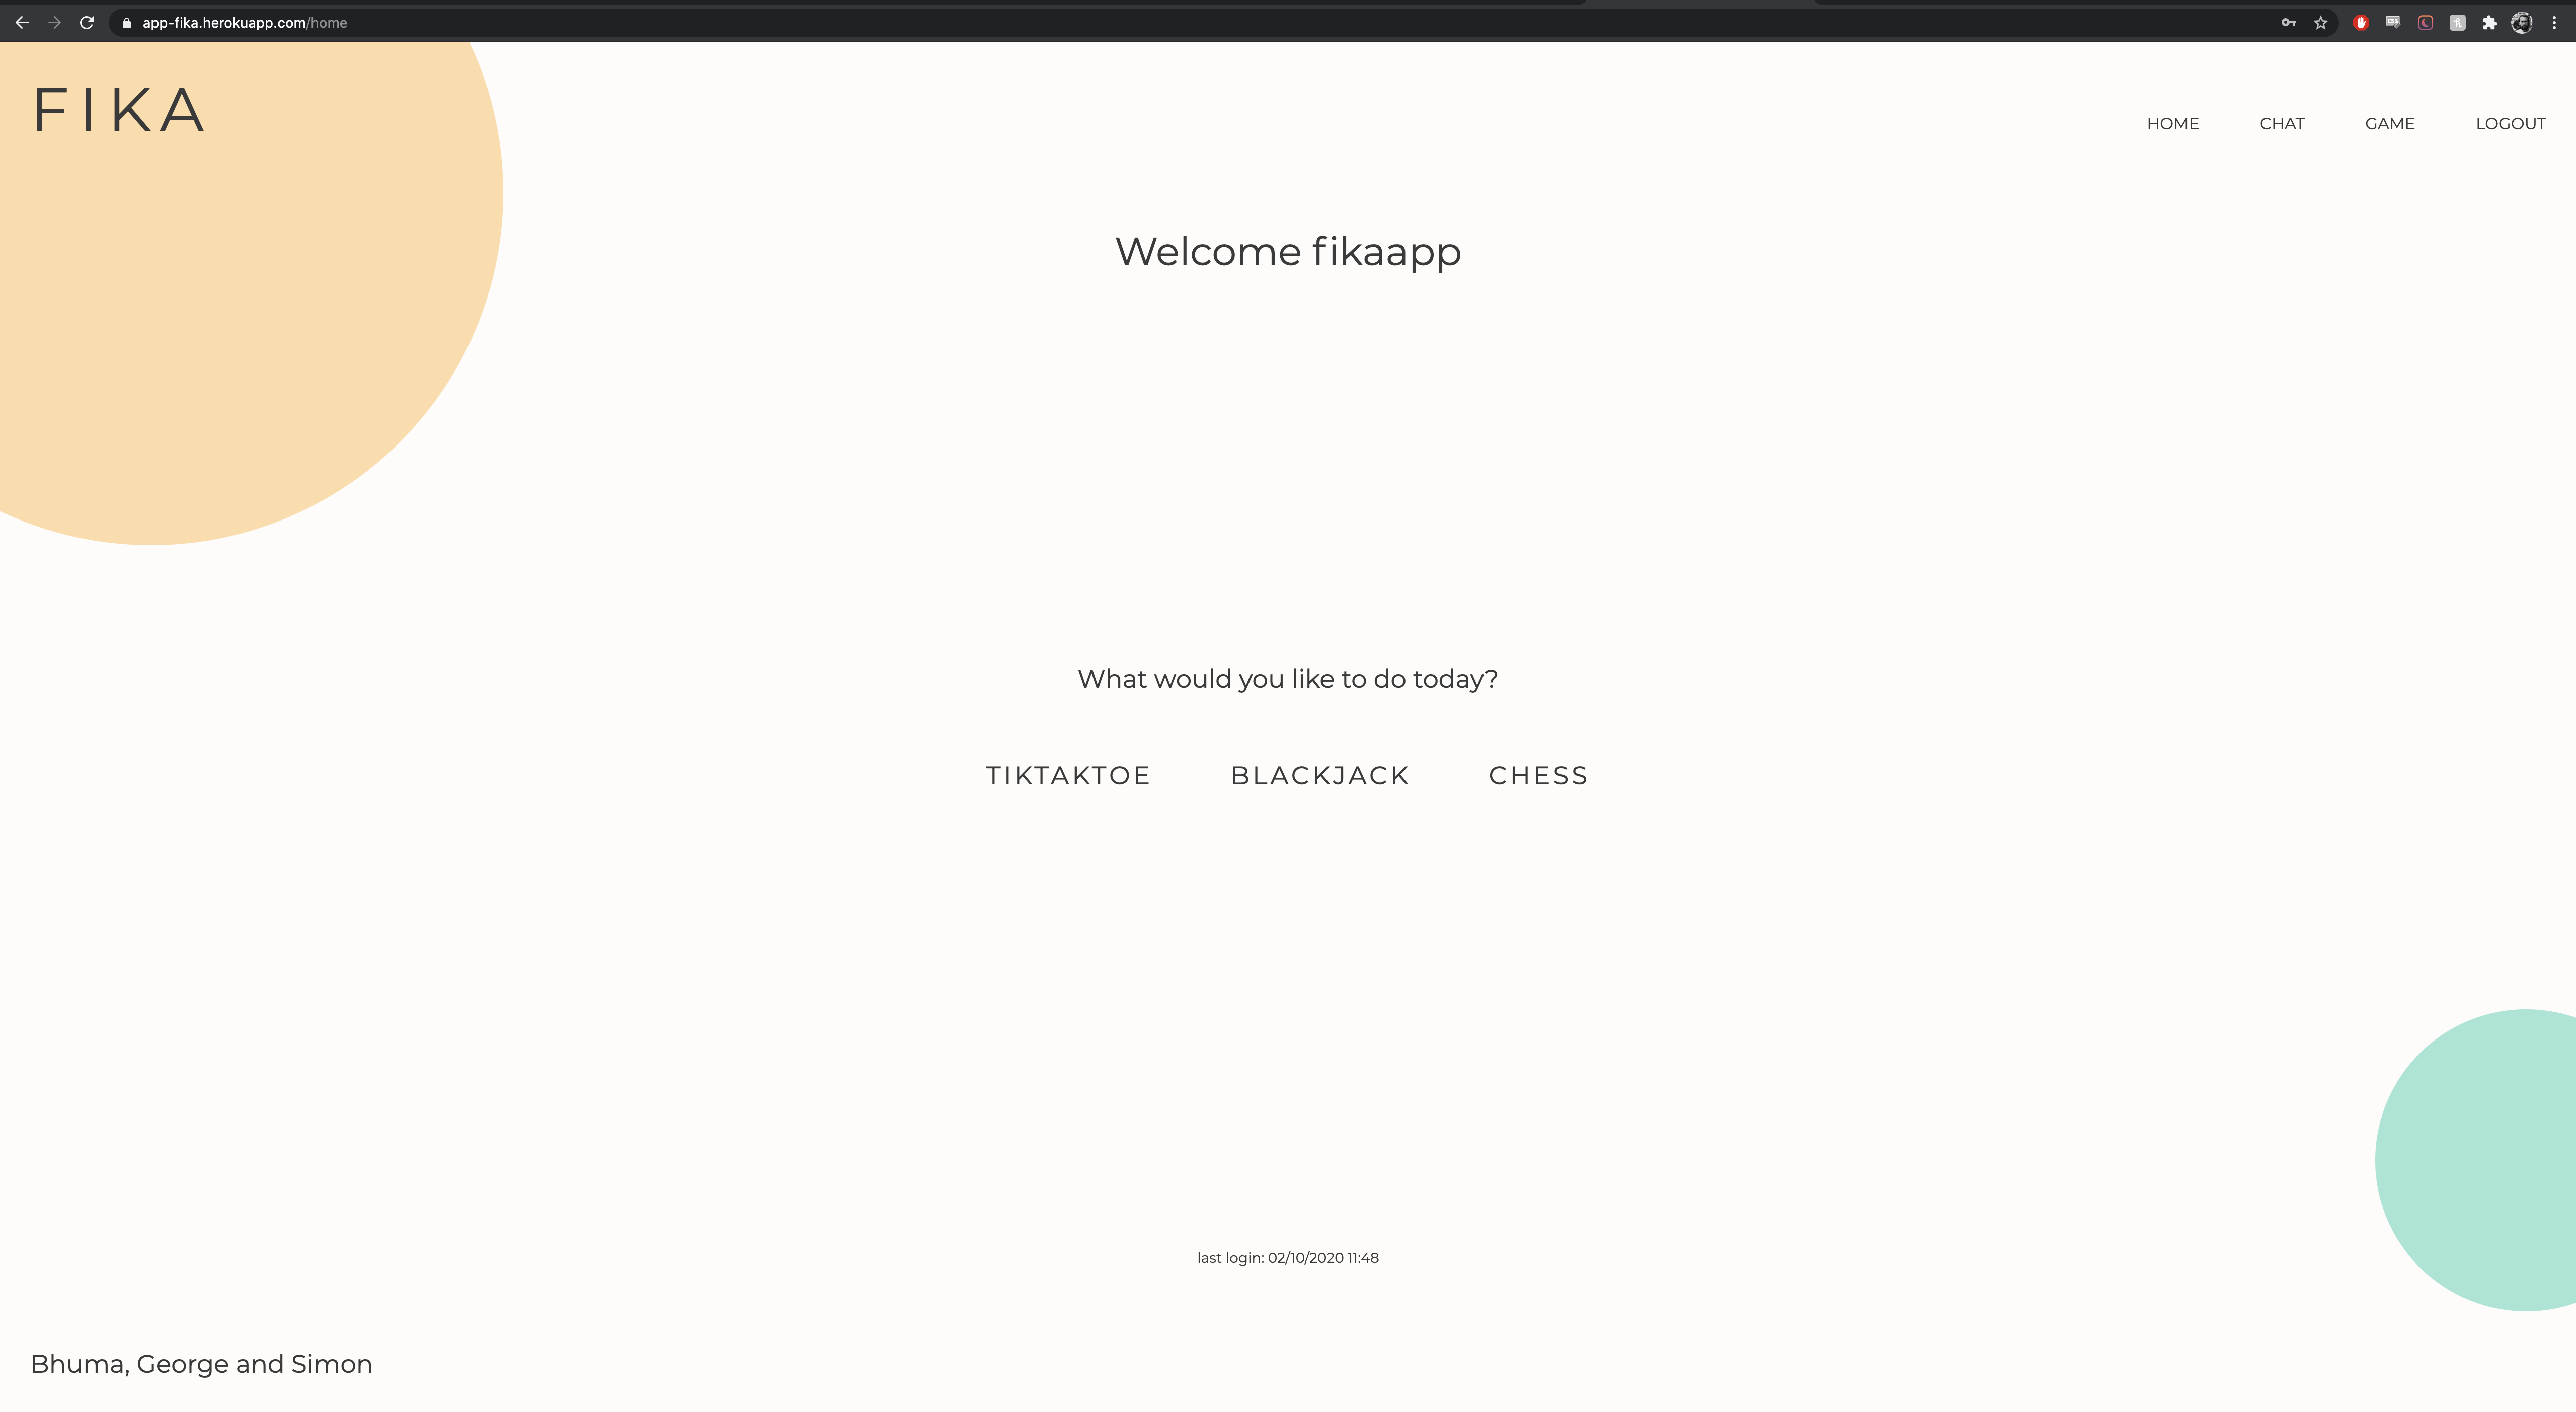 app-fika.herokuapp.com/home
FIKA
HOME CHAT GAME LOGOUT
Welcome fikaapp
What would you like to do today?
TIKTAKTOE BLACKJACK CHESS
last login: 02/10/2020 11:48
Bhuma, George and Simon